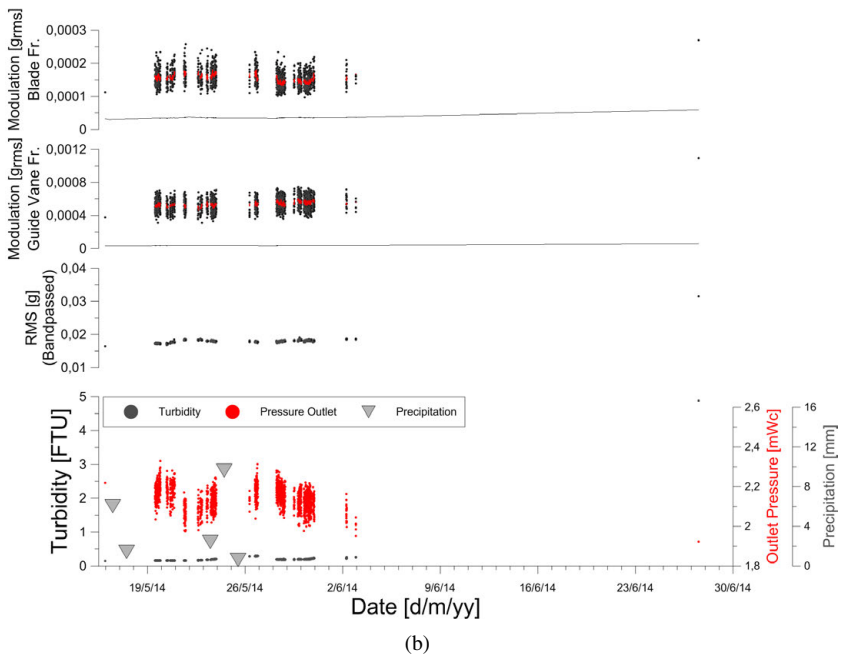 0,0003
0,0002
0,0001
0
Modulation [grms]
Blade Fr.
0,0012
0,0008
0,0004
0
Modulation [grms]
Guide Vane Fr.
0,04
0,03
0,02
0,01
RMS [g]
(Bandpassed)
5
4
3
2
1
0
Turbidity [FTU]
Turbidity Pressure Outlet Precipitation
2,6
2,4
2,2
2
1,8
Outlet Pressure [mWc]
16
12
8
4
0
Precipitation [mm]
19/5/14 26/5/14 2/6/14 9/6/14 16/6/14 23/6/14 30/6/14
Date [d/m/yy]
(b)